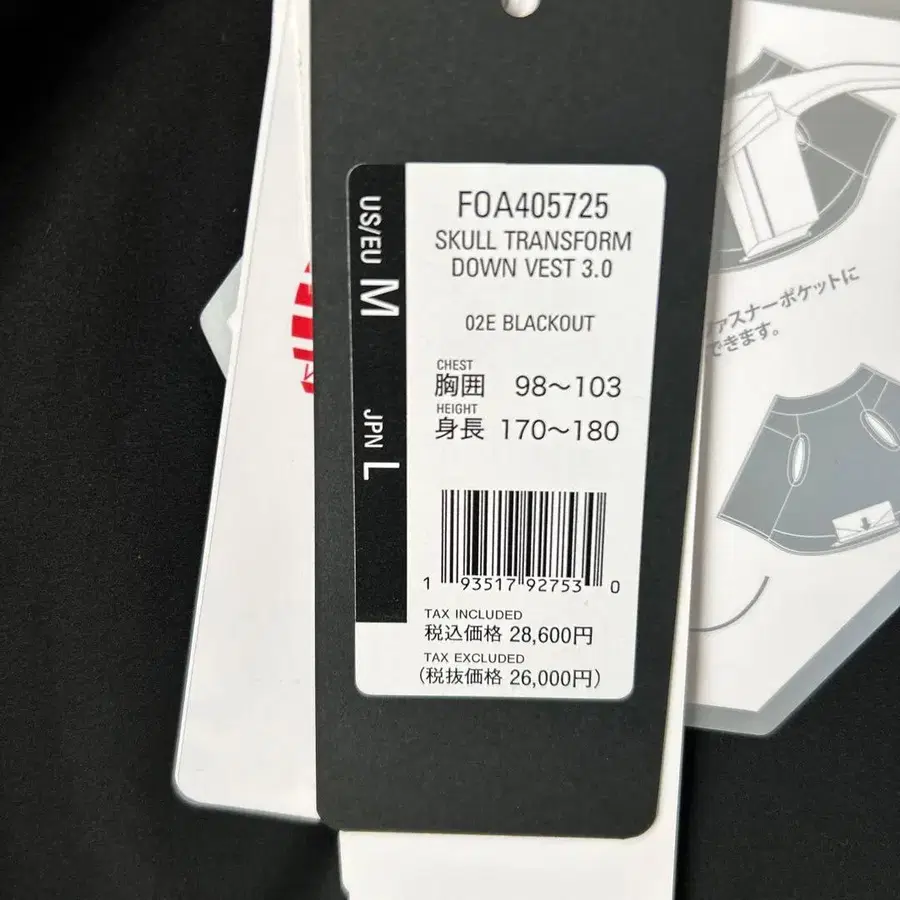 US/EU M
JPN L
FOA405725
SKULL TRANSFORM
DOWN VEST 3.0
02E BLACKOUT
CHEST
胸囲 98〜103
HEIGHT
身長 170〜180
1 93517 92753 0
TAX INCLUDED
税込価格 28,600円
TAX EXCLUDED
(税抜価格 26,000円)
ァスナーポケットに
できます。